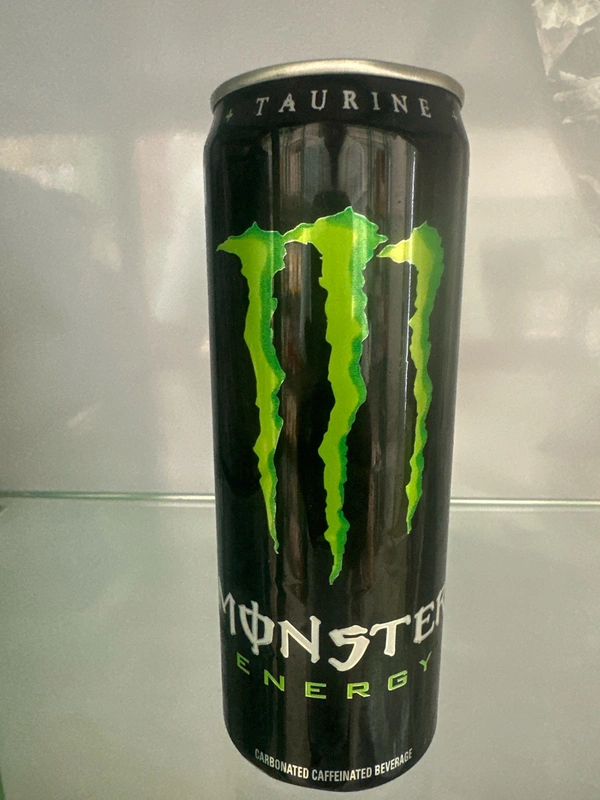 + TAURINE +
MONSTER
ENERGY
CARBONATED CAFFEINATED BEVERAGE